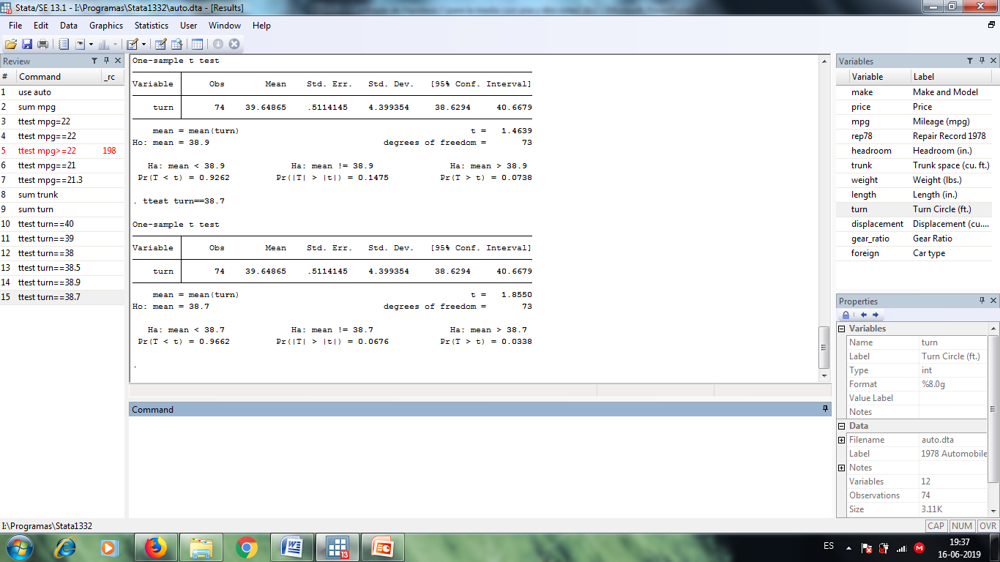 Stata/SE 13.1 - I:\Programas\Stata1332\auto.dta - [Results]
File Edit Data Graphics Statistics User Window Help
Review
# Command _rc
1 use auto
2 sum mpg
3 ttest mpg=22
4 ttest mpg==22
5 ttest mpg>=22 198
6 ttest mpg==21
7 ttest mpg==21.3
8 sum trunk
9 sum turn
10 ttest turn==40
11 ttest turn==39
12 ttest turn==38
13 ttest turn==38.5
14 ttest turn==38.9
15 ttest turn==38.7
One-sample t test
Variable Obs Mean Std. Err. Std. Dev. [95% Conf. Interval]
turn 74 39.64865 .5114145 4.399354 38.6294 40.6679
mean = mean(turn) t = 1.4639
Ho: mean = 38.9 degrees of freedom = 73
Ha: mean < 38.9 Ha: mean != 38.9 Ha: mean > 38.9
Pr(T < t) = 0.9262 Pr(|T| > |t|) = 0.1475 Pr(T > t) = 0.0738
. ttest turn==38.7
One-sample t test
Variable Obs Mean Std. Err. Std. Dev. [95% Conf. Interval]
turn 74 39.64865 .5114145 4.399354 38.6294 40.6679
mean = mean(turn) t = 1.8550
Ho: mean = 38.7 degrees of freedom = 73
Ha: mean < 38.7 Ha: mean != 38.7 Ha: mean > 38.7
Pr(T < t) = 0.9662 Pr(|T| > |t|) = 0.0676 Pr(T > t) = 0.0338
.
Command
Variables
Variable Label
make Make and Model
price Price
mpg Mileage (mpg)
rep78 Repair Record 1978
headroom Headroom (in.)
trunk Trunk space (cu. ft.)
weight Weight (lbs.)
length Length (in.)
turn Turn Circle (ft.)
displacement Displacement (cu....
gear_ratio Gear Ratio
foreign Car type
Properties
Variables
Name turn
Label Turn Circle (ft.)
Type int
Format %8.0g
Value Label
Notes
Data
Filename auto.dta
Label 1978 Automobile
Notes
Variables 12
Observations 74
Size 3.11K
I:\Programas\Stata1332
CAP NUM OVR
13
ES
19:37
16-06-2019